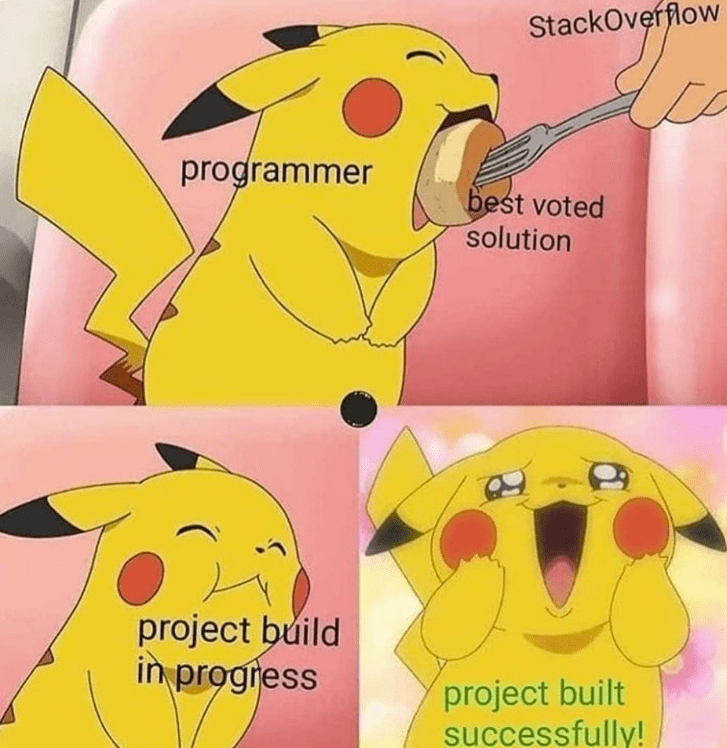 StackOverflow
programmer
best voted
solution
project build
in progress
project built
successfully!